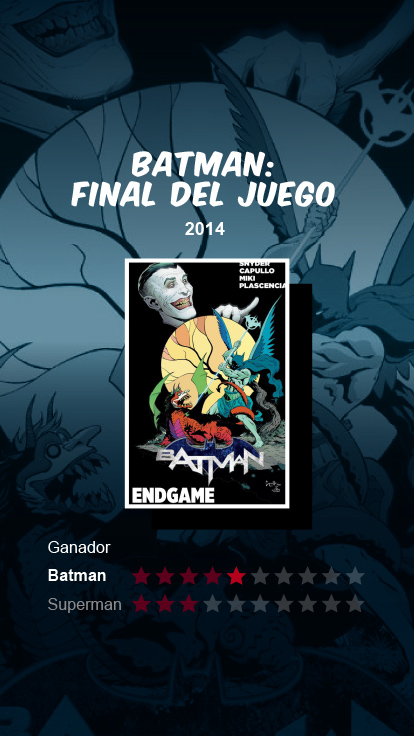 BATMAN:
FINAL DEL JUEGO
2014
SNYDER
CAPULLO
MIKI
PLASCENCIA
BATMAN
ENDGAME
Ganador
Batman
Superman